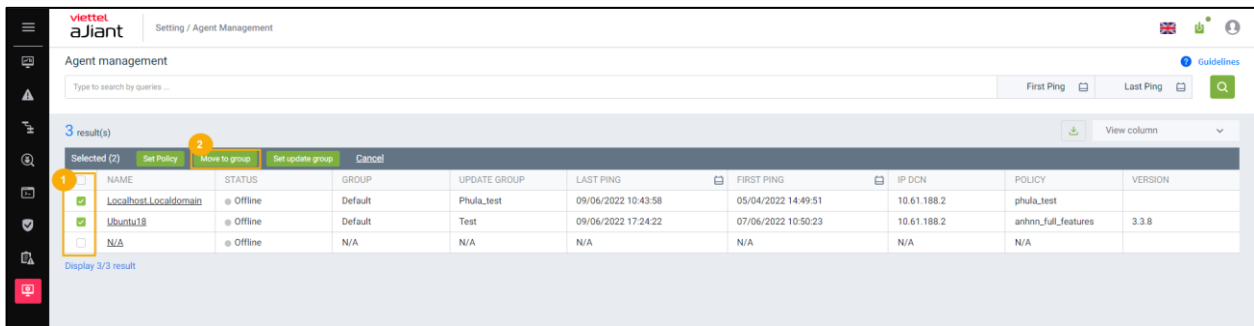 viettel
aJiant
Setting / Agent Management
Agent management
? Guidelines
Type to search by queries ...
First Ping
Last Ping
3 result(s)
View column
2
Selected (2) Set Policy Move to group Set update group Cancel
1
NAME STATUS GROUP UPDATE GROUP LAST PING FIRST PING IP DCN POLICY VERSION
Localhost.Localdomain Offline Default Phula_test 09/06/2022 10:43:58 05/04/2022 14:49:51 10.61.188.2 phula_test
Ubuntu18 Offline Default Test 09/06/2022 17:24:22 07/06/2022 10:50:23 10.61.188.2 anhnn_full_features 3.3.8
N/A Offline N/A N/A N/A N/A N/A N/A
Display 3/3 result